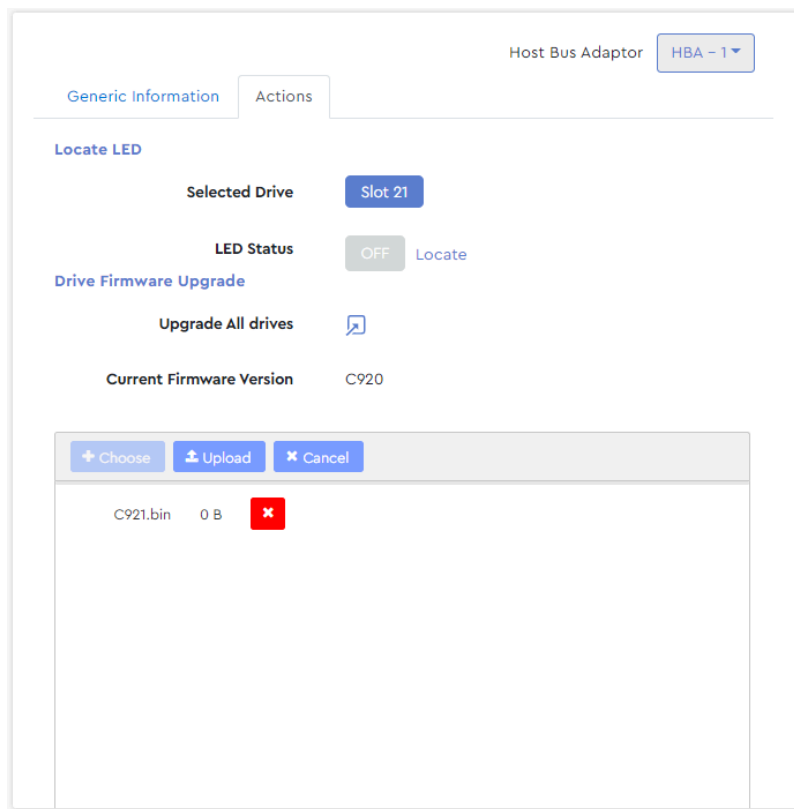 Host Bus Adaptor HBA – 1
Generic Information Actions
Locate LED
Selected Drive Slot 21
LED Status OFF Locate
Drive Firmware Upgrade
Upgrade All drives
Current Firmware Version C920
Choose Upload Cancel
C921.bin 0 B